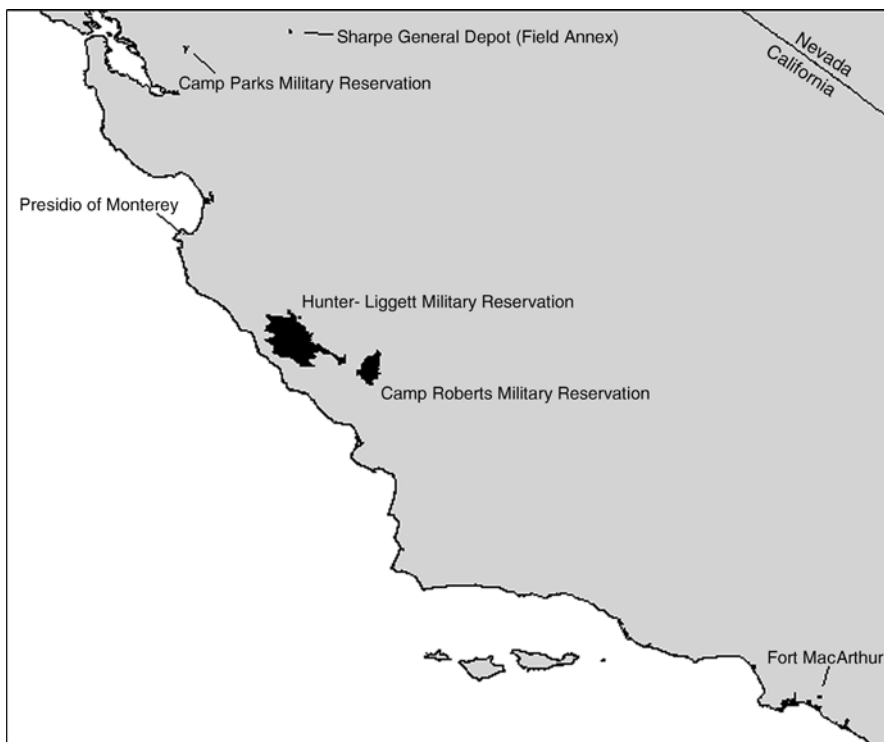 Sharpe General Depot (Field Annex)
Nevada
California
Camp Parks Military Reservation
Presidio of Monterey
Hunter- Liggett Military Reservation
Camp Roberts Military Reservation
Fort MacArthur